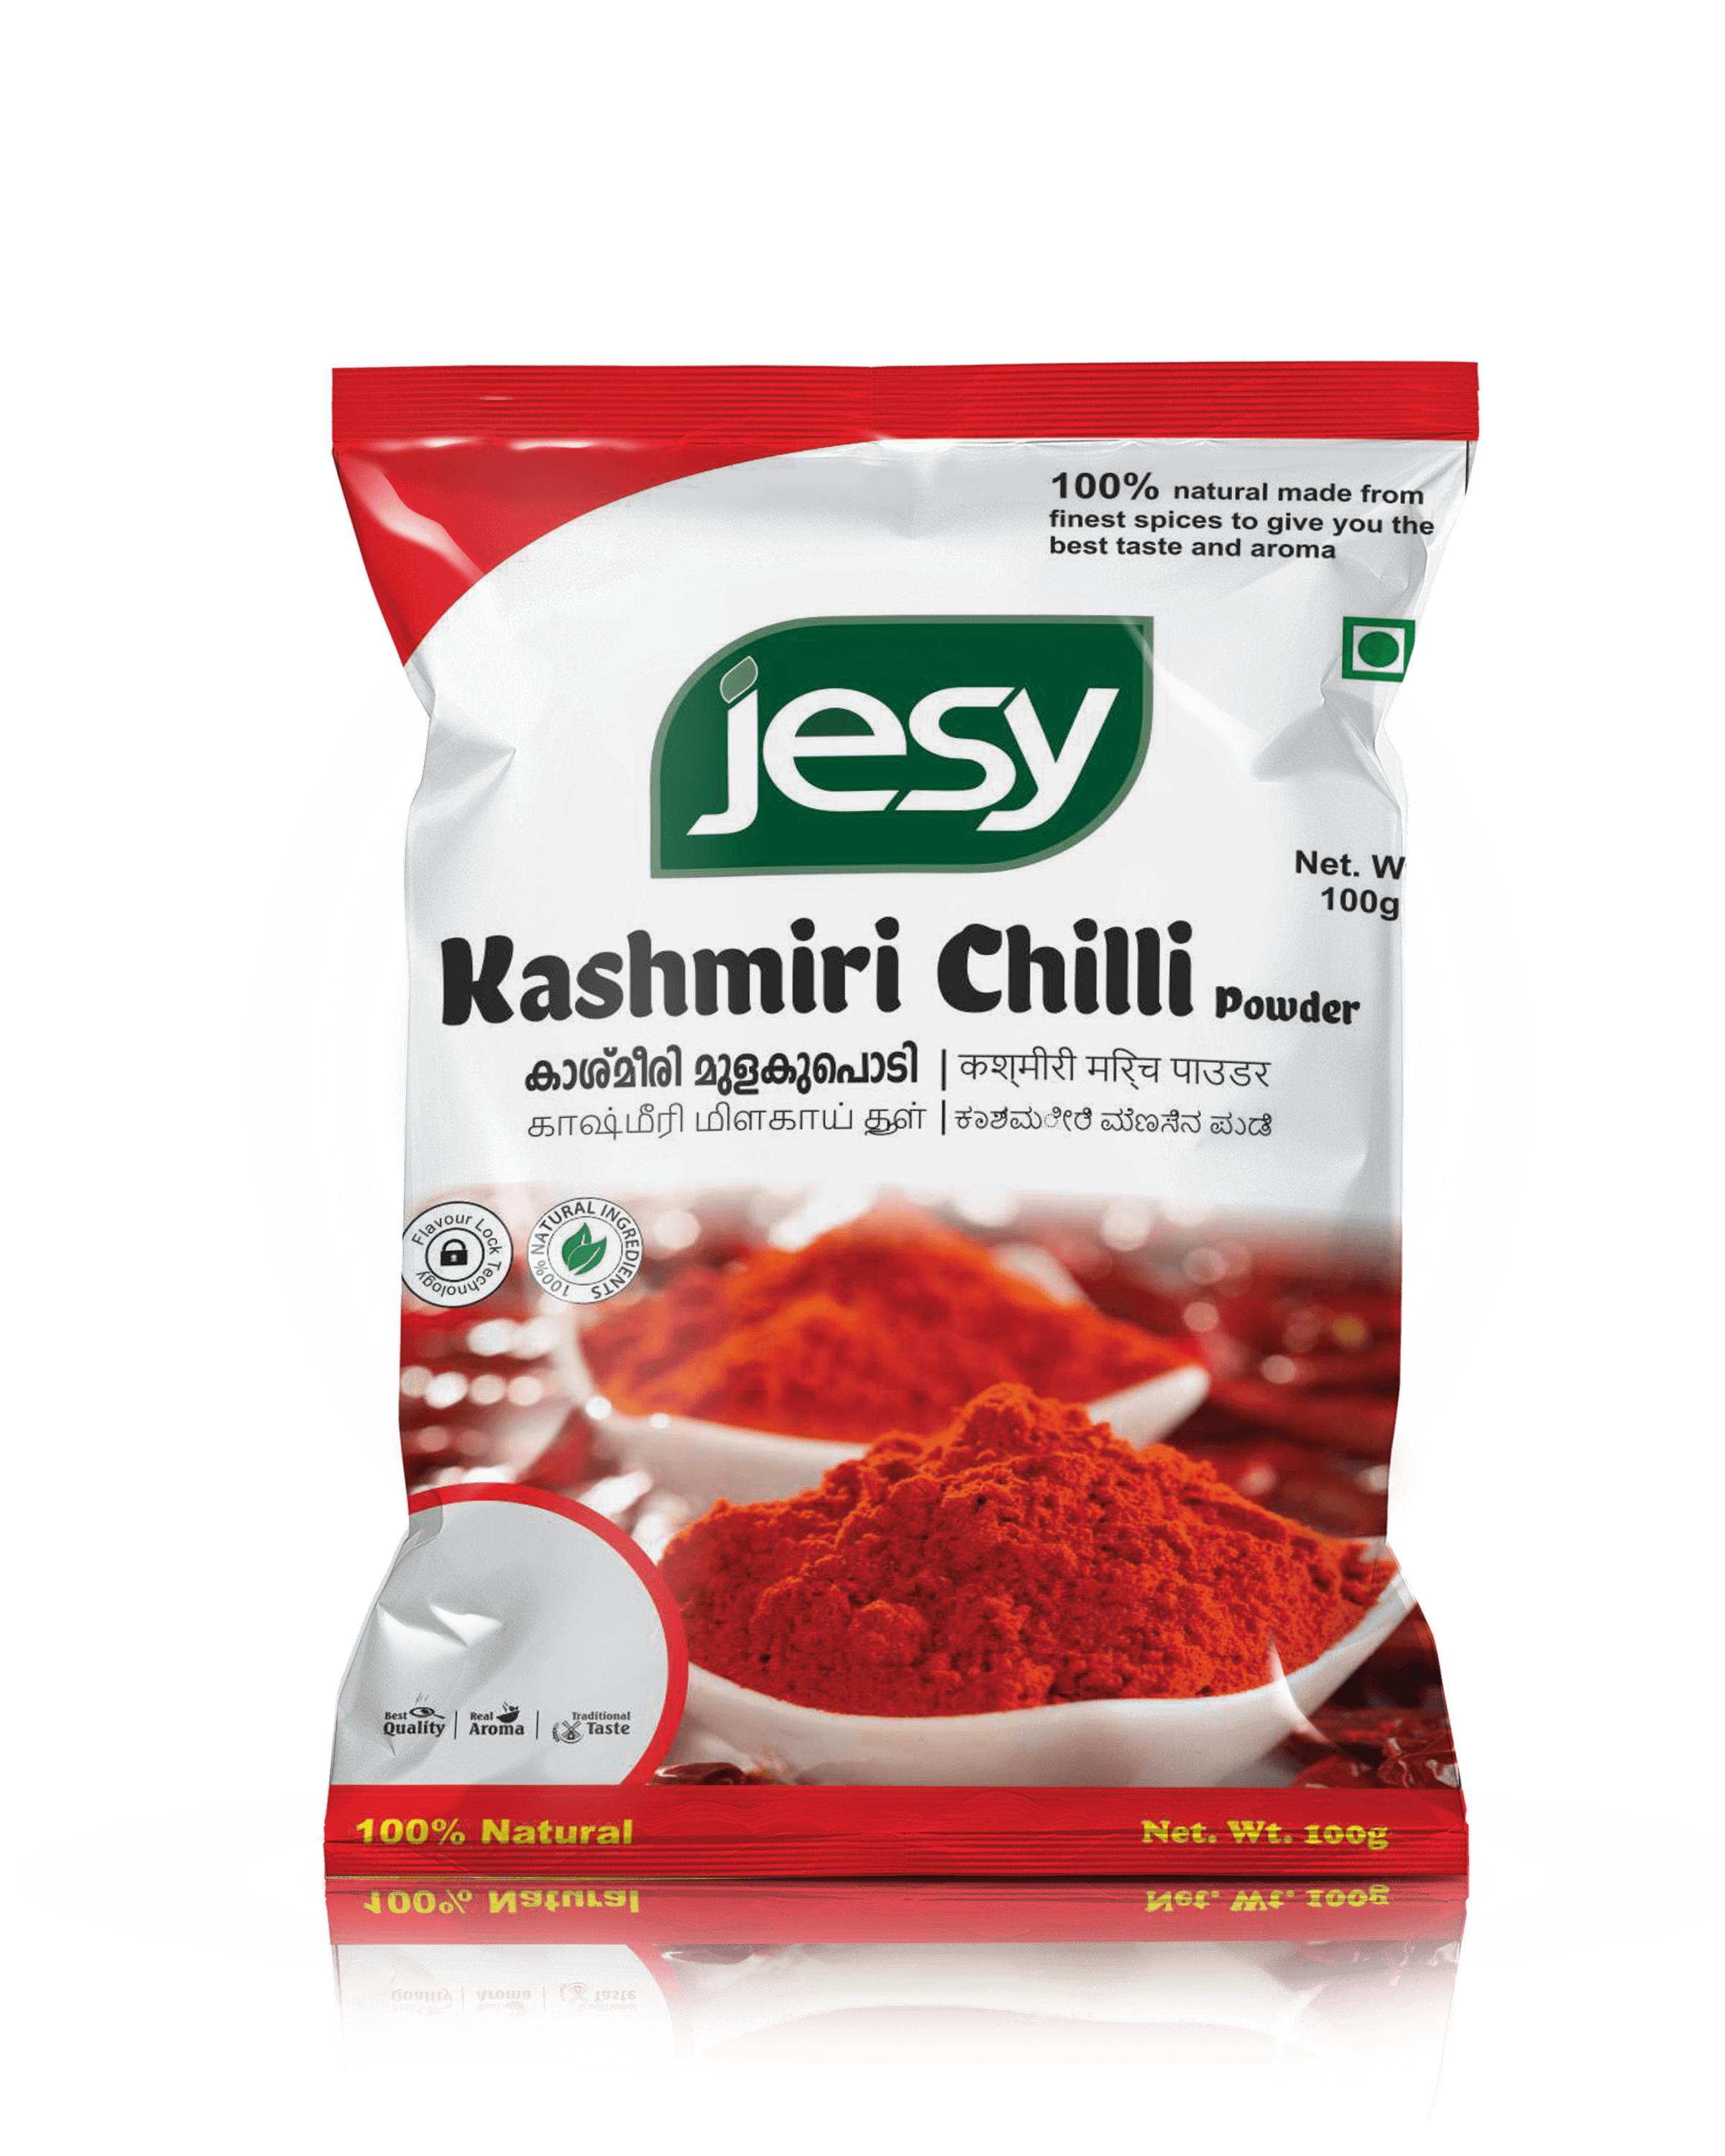 100% natural made from
finest spices to give you the
best taste and aroma
jesy
Net. W
100g
Kashmiri Chilli Powder
കാശ്മീരി മുളകുപൊടി | कश्मीरी मिर्च पाउडर
காஷ்மீரி மிளகாய் தூள் |
Flavour Lock Technology
100% NATURAL INGREDIENTS
Best Quality | Real Aroma | Traditional Taste
100% Natural
Net. Wt. 100g